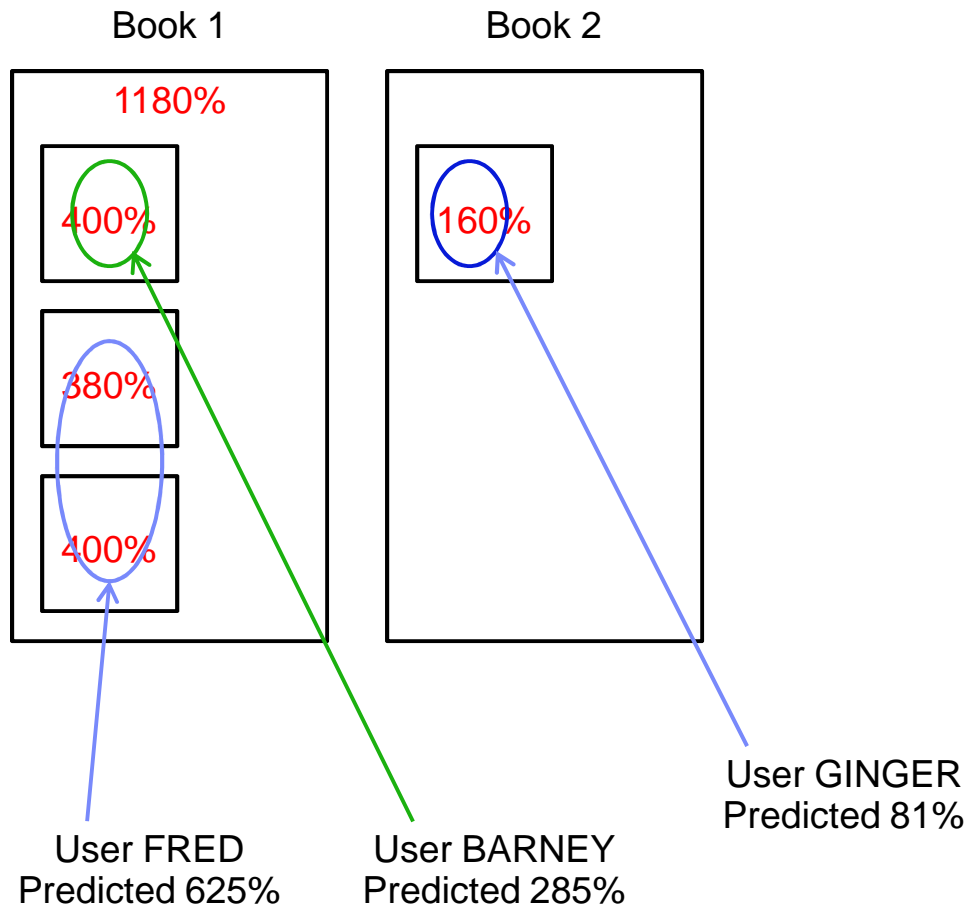 Book 1
Book 2
1180%
400%
160%
380%
400%
User GINGER
Predicted 81%
User FRED
Predicted 625%
User BARNEY
Predicted 285%